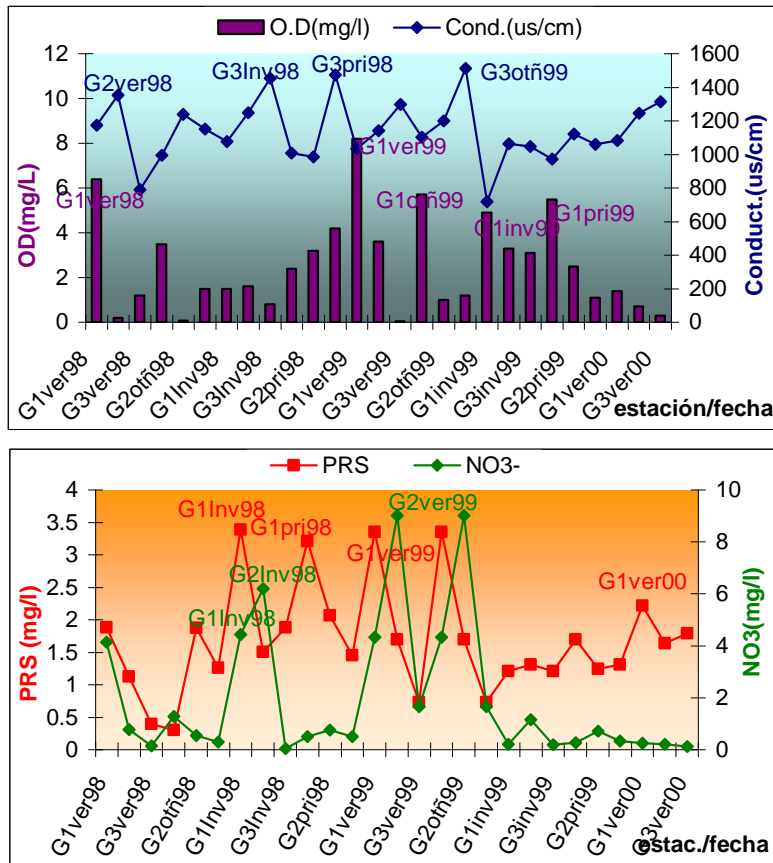 O.D(mg/l) Cond.(us/cm)
OD(mg/L)
12
10
8
6
4
2
0
Conduct.(us/cm)
1600
1400
1200
1000
800
600
400
200
0
G2ver98
G3Inv98
G3pri98
G3otñ99
G1ver98
G1ver99
G1otñ99
G1inv99
G1pri99
G1ver98
G3ver98
G2otñ98
G1Inv98
G3Inv98
G2pri98
G1ver99
G3ver99
G2otñ99
G1inv99
G3inv99
G2pri99
G1ver00
G3ver00
estación/fecha
PRS NO3-
PRS (mg/l)
4
3.5
3
2.5
2
1.5
1
0.5
0
NO3(mg/l)
10
8
6
4
2
0
G1Inv98
G2ver99
G1pri98
G1ver99
G2Inv98
G1Inv98
G1ver00
G1ver98
G3ver98
G2otñ98
G1Inv98
G3Inv98
G2pri98
G1ver99
G3ver99
G2otñ99
G1inv99
G3inv99
G2pri99
G1ver00
G3ver00
estac./fecha